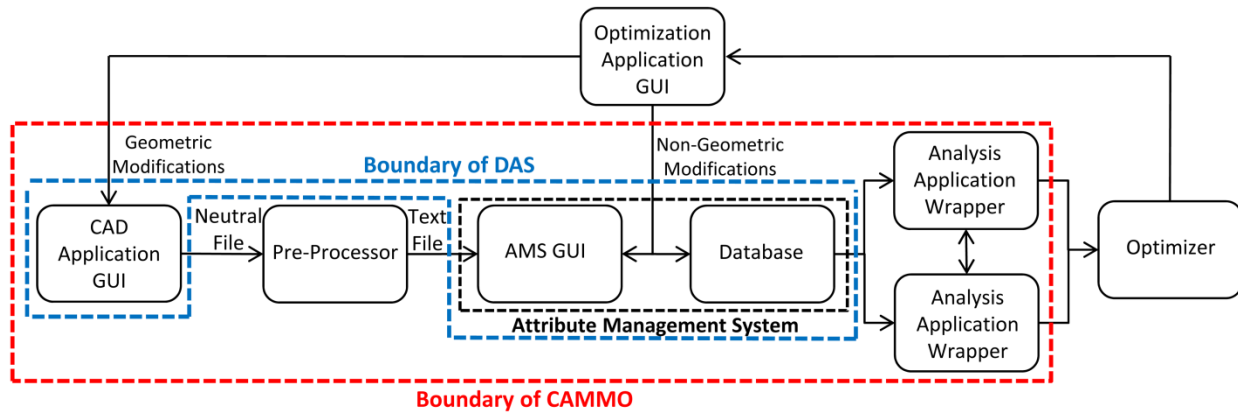 Optimization
Application
GUI
Geometric
Modifications
Non-Geometric
Modifications
Boundary of DAS
CAD
Application
GUI
Neutral
File
Pre-Processor
Text
File
AMS GUI
Database
Attribute Management System
Analysis
Application
Wrapper
Analysis
Application
Wrapper
Optimizer
Boundary of CAMMO